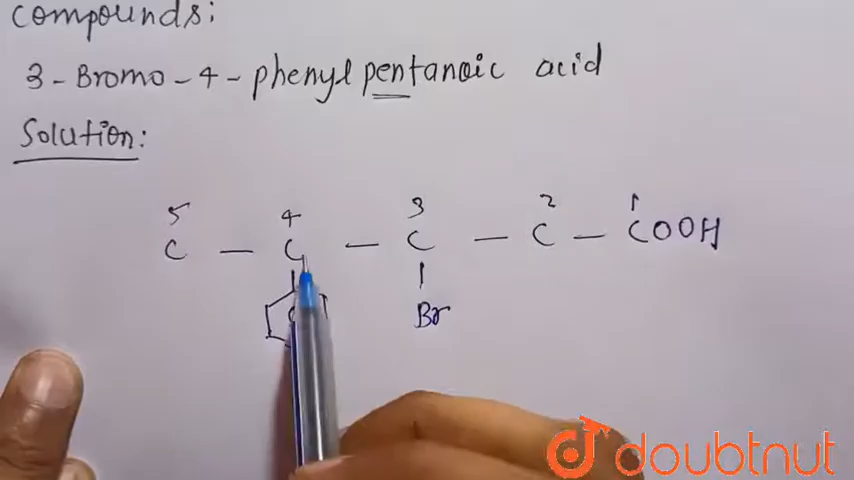 compounds:
3-Bromo-4-phenyl pentanoic acid
Solution:
5 4 3 2 1
C — C — C — C — COOH
Br
doubtnut